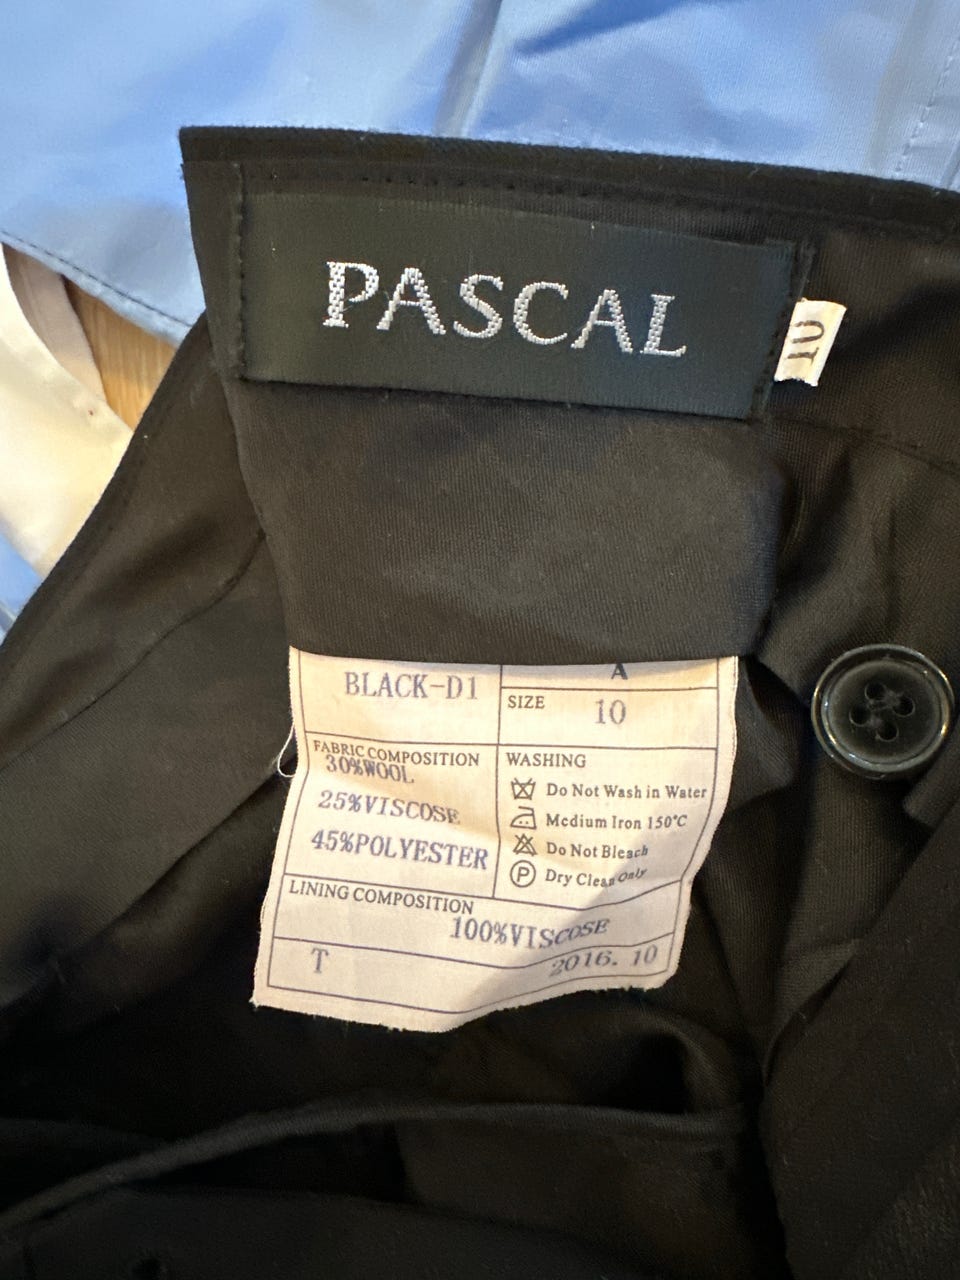 PASCAL
10
BLACK-D1
A
SIZE
10
FABRIC COMPOSITION
30%WOOL
25%VISCOSE
45%POLYESTER
WASHING
Do Not Wash in Water
Medium Iron 150°C
Do Not Bleach
P Dry Clean Only
LINING COMPOSITION
100%VISCOSE
T
2016. 10